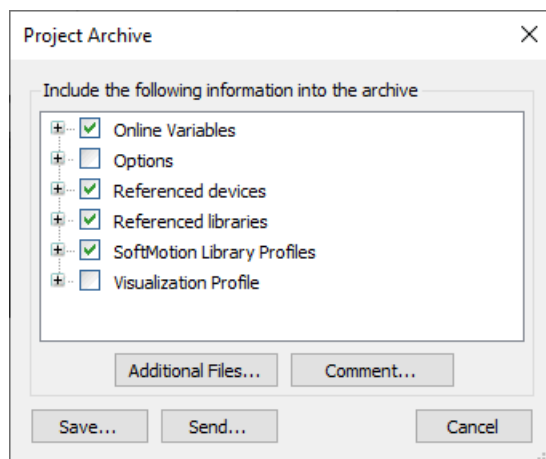 Project Archive
Include the following information into the archive
Online Variables
Options
Referenced devices
Referenced libraries
SoftMotion Library Profiles
Visualization Profile
Additional Files... Comment...
Save... Send... Cancel